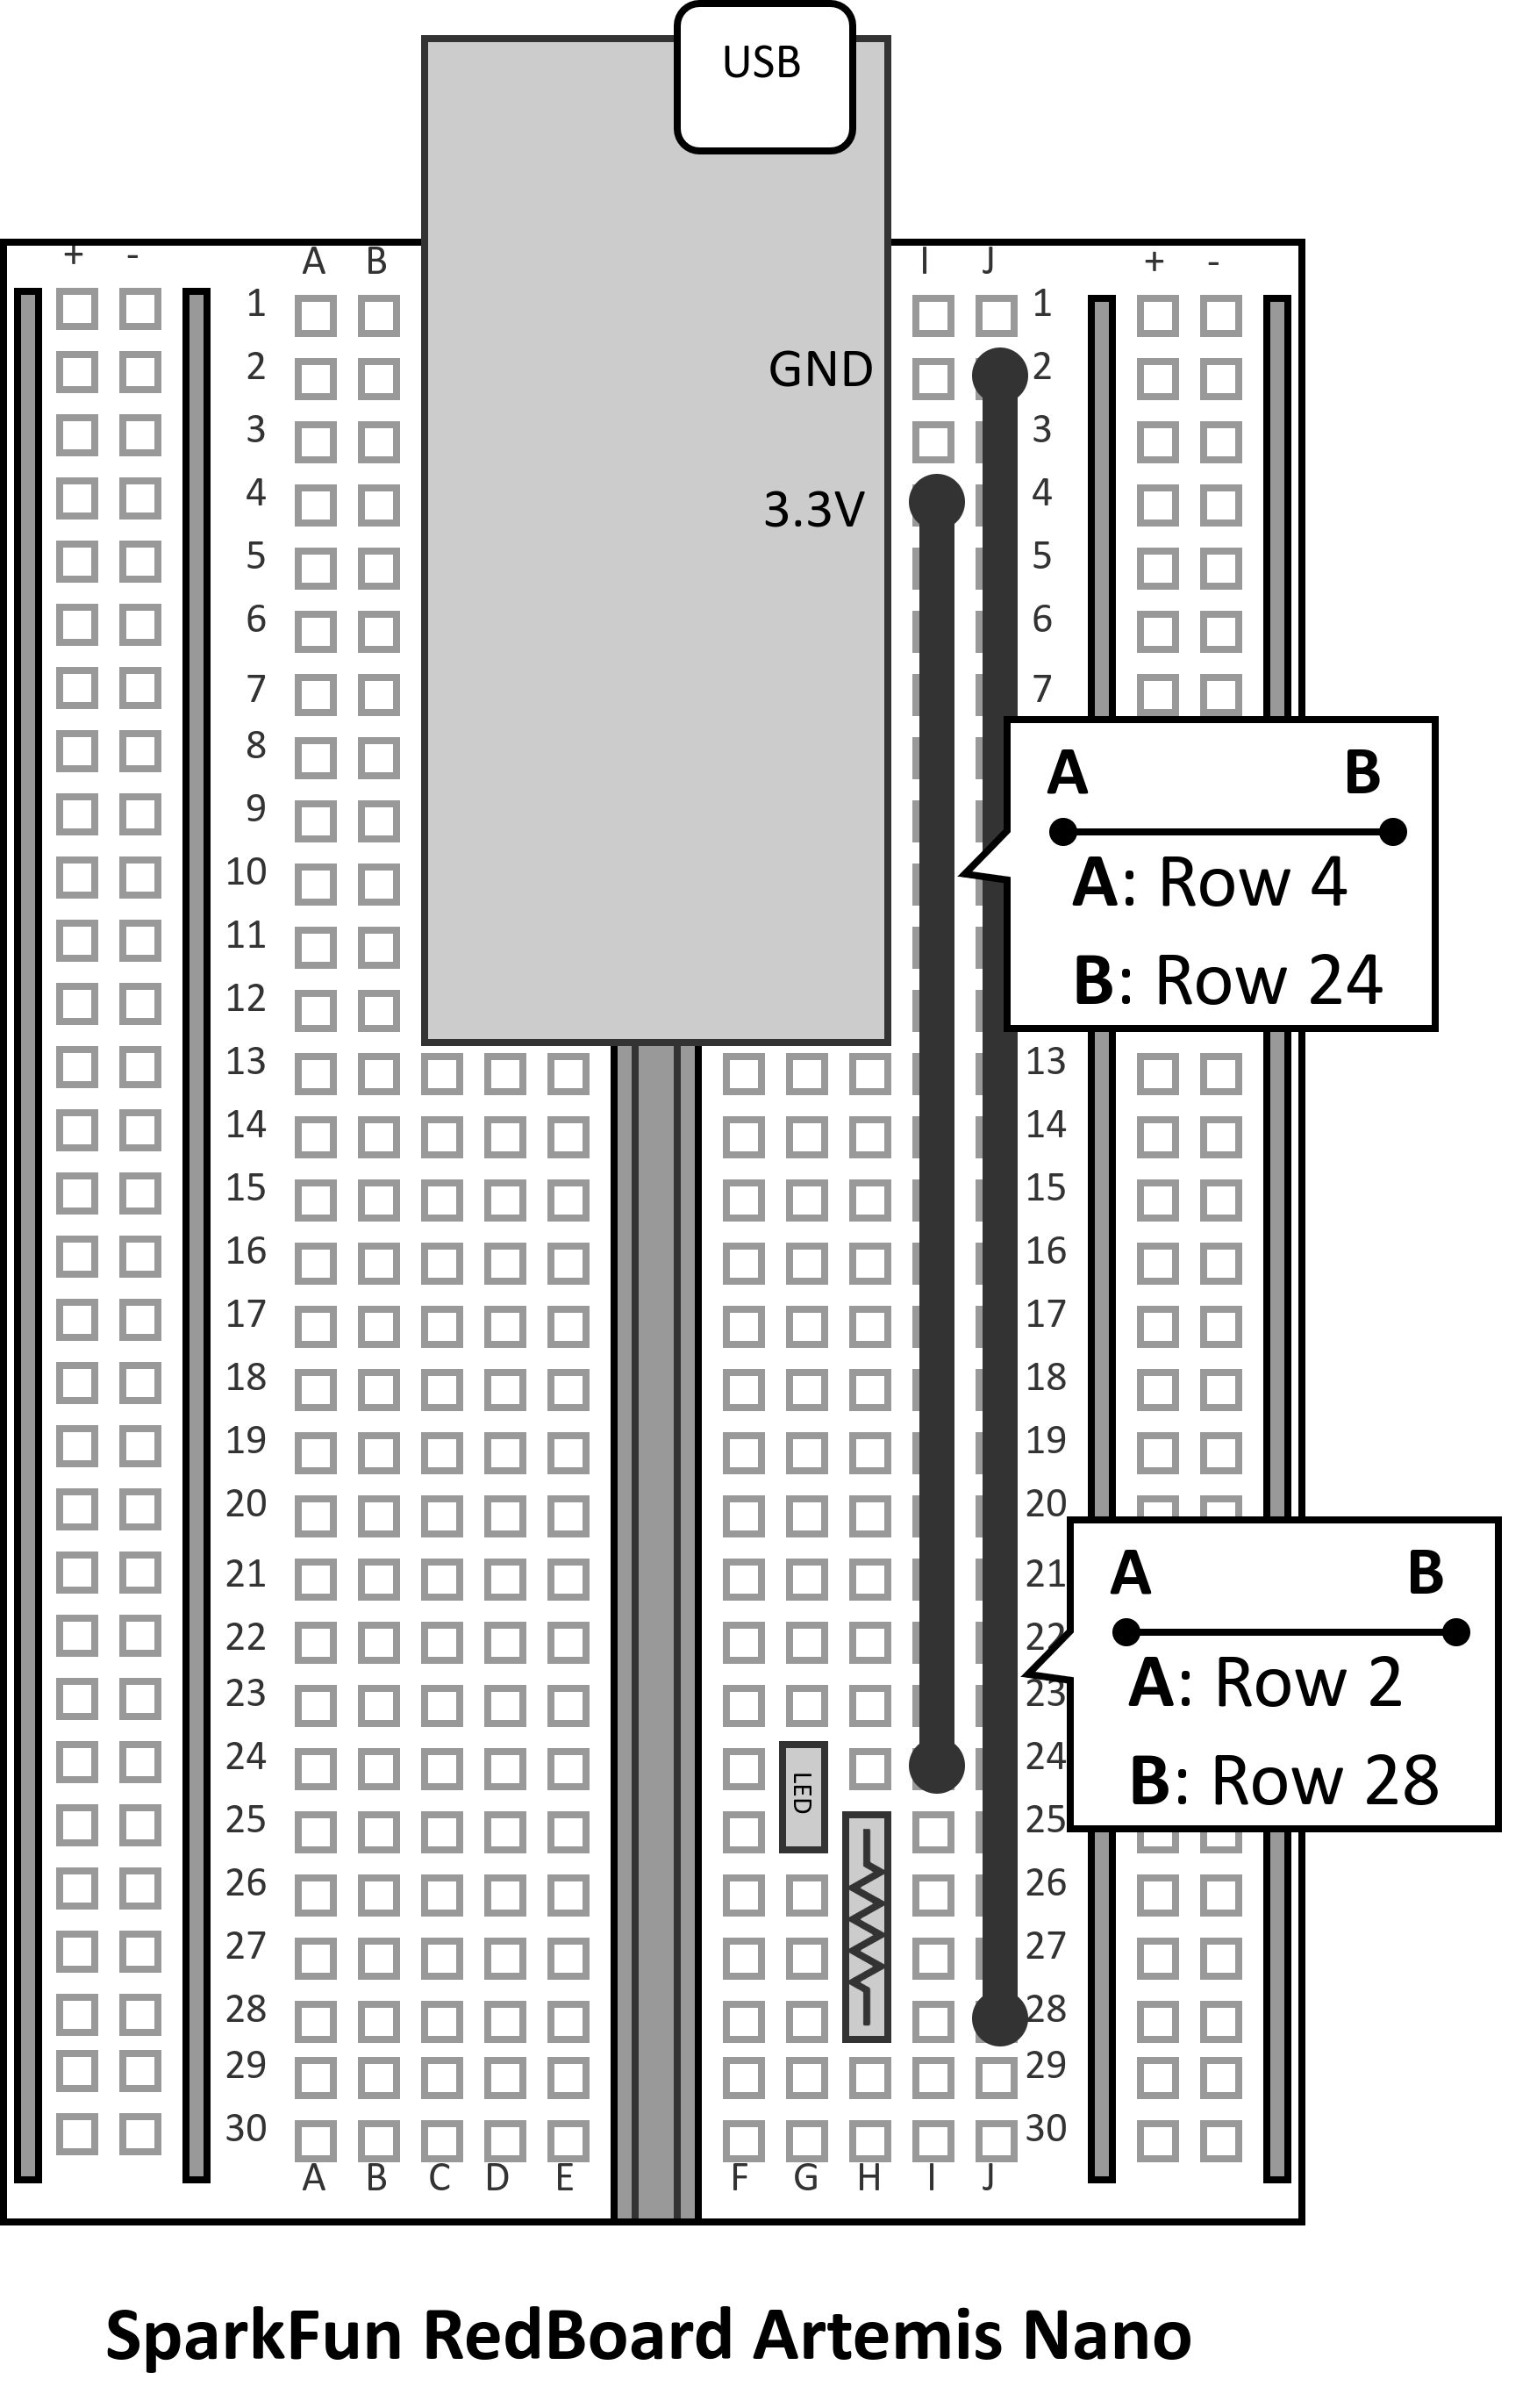 USB
+ - A B I J + -
1 1
2 GND 2
3 3
4 3.3V 4
5 5
6 6
7 7
8
A B
9
10
A: Row 4
11
B: Row 24
12
13 13
14 14
15 15
16 16
17 17
18 18
19 19
20 20
21 21
A B
22 22
23 23
A: Row 2
24 24
LED
B: Row 28
25 25
26 26
27 27
28 28
29 29
30 30
A B C D E F G H I J
SparkFun RedBoard Artemis Nano